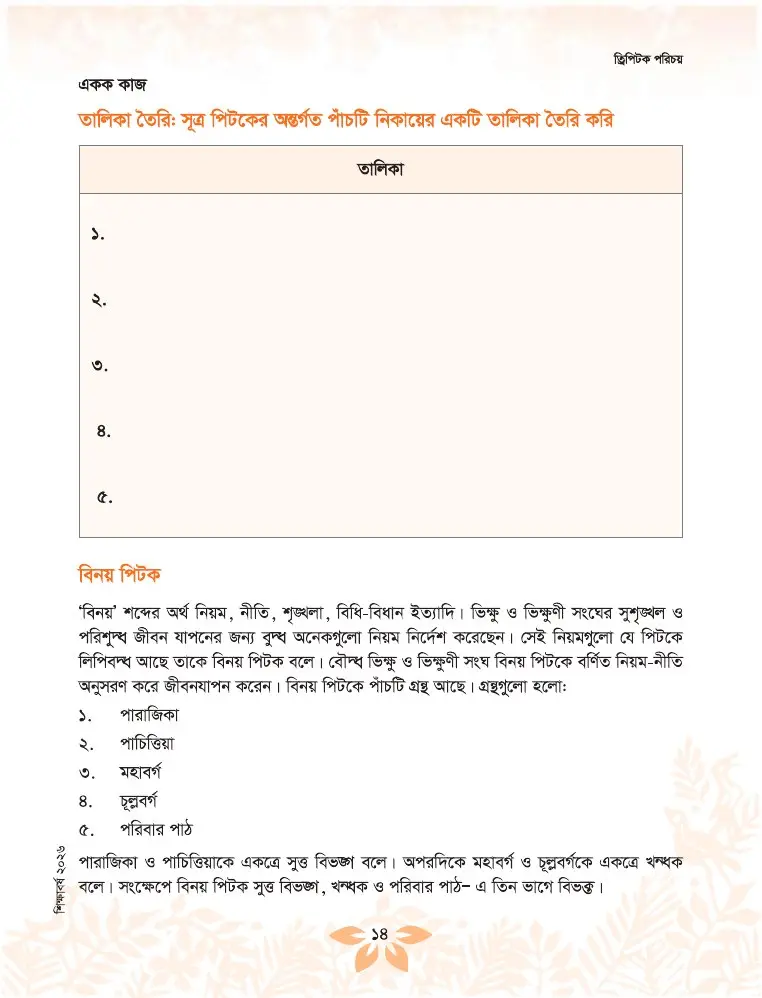 ত্রিপিটক পরিচয়
একক কাজ
তালিকা তৈরি: সূত্র পিটকের অন্তর্গত পাঁচটি নিকায়ের একটি তালিকা তৈরি করি
তালিকা
১.
২.
৩.
৪.
৫.
বিনয় পিটক
‘বিনয়’ শব্দের অর্থ নিয়ম, নীতি, শৃঙ্খলা, বিধি-বিধান ইত্যাদি। ভিক্ষু ও ভিক্ষুণী সংঘের সুশৃঙ্খল ও
পরিশুদ্ধ জীবন যাপনের জন্য বুদ্ধ অনেকগুলো নিয়ম নির্দেশ করেছেন। সেই নিয়মগুলো যে পিটকে
লিপিবদ্ধ আছে তাকে বিনয় পিটক বলে। বৌদ্ধ ভিক্ষু ও ভিক্ষুণী সংঘ বিনয় পিটকে বর্ণিত নিয়ম-নীতি
অনুসরণ করে জীবনযাপন করেন। বিনয় পিটকে পাঁচটি গ্রন্থ আছে। গ্রন্থগুলো হলো:
১. পারাজিকা
২. পাচিত্তিয়া
৩. মহাবর্গ
৪. চূল্লবর্গ
৫. পরিবার পাঠ
পারাজিকা ও পাচিত্তিয়াকে একত্রে সুত্ত বিভঙ্গ বলে। অপরদিকে মহাবর্গ ও চূল্লবর্গকে একত্রে খন্ধক
বলে। সংক্ষেপে বিনয় পিটক সুত্ত বিভঙ্গ, খন্ধক ও পরিবার পাঠ– এ তিন ভাগে বিভক্ত।
শিক্ষাবর্ষ ২০২৬
১৪